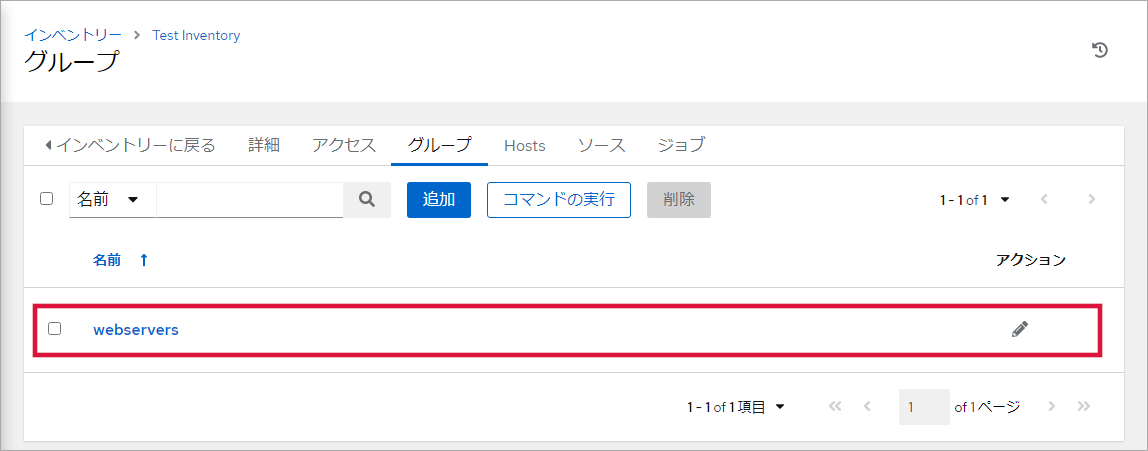 インベントリー > Test Inventory
グループ
インベントリーに戻る 詳細 アクセス グループ Hosts ソース ジョブ
名前 追加 コマンドの実行 削除 1 - 1 of 1
名前 アクション
webservers
1 - 1 of 1 項目 1 of 1 ページ